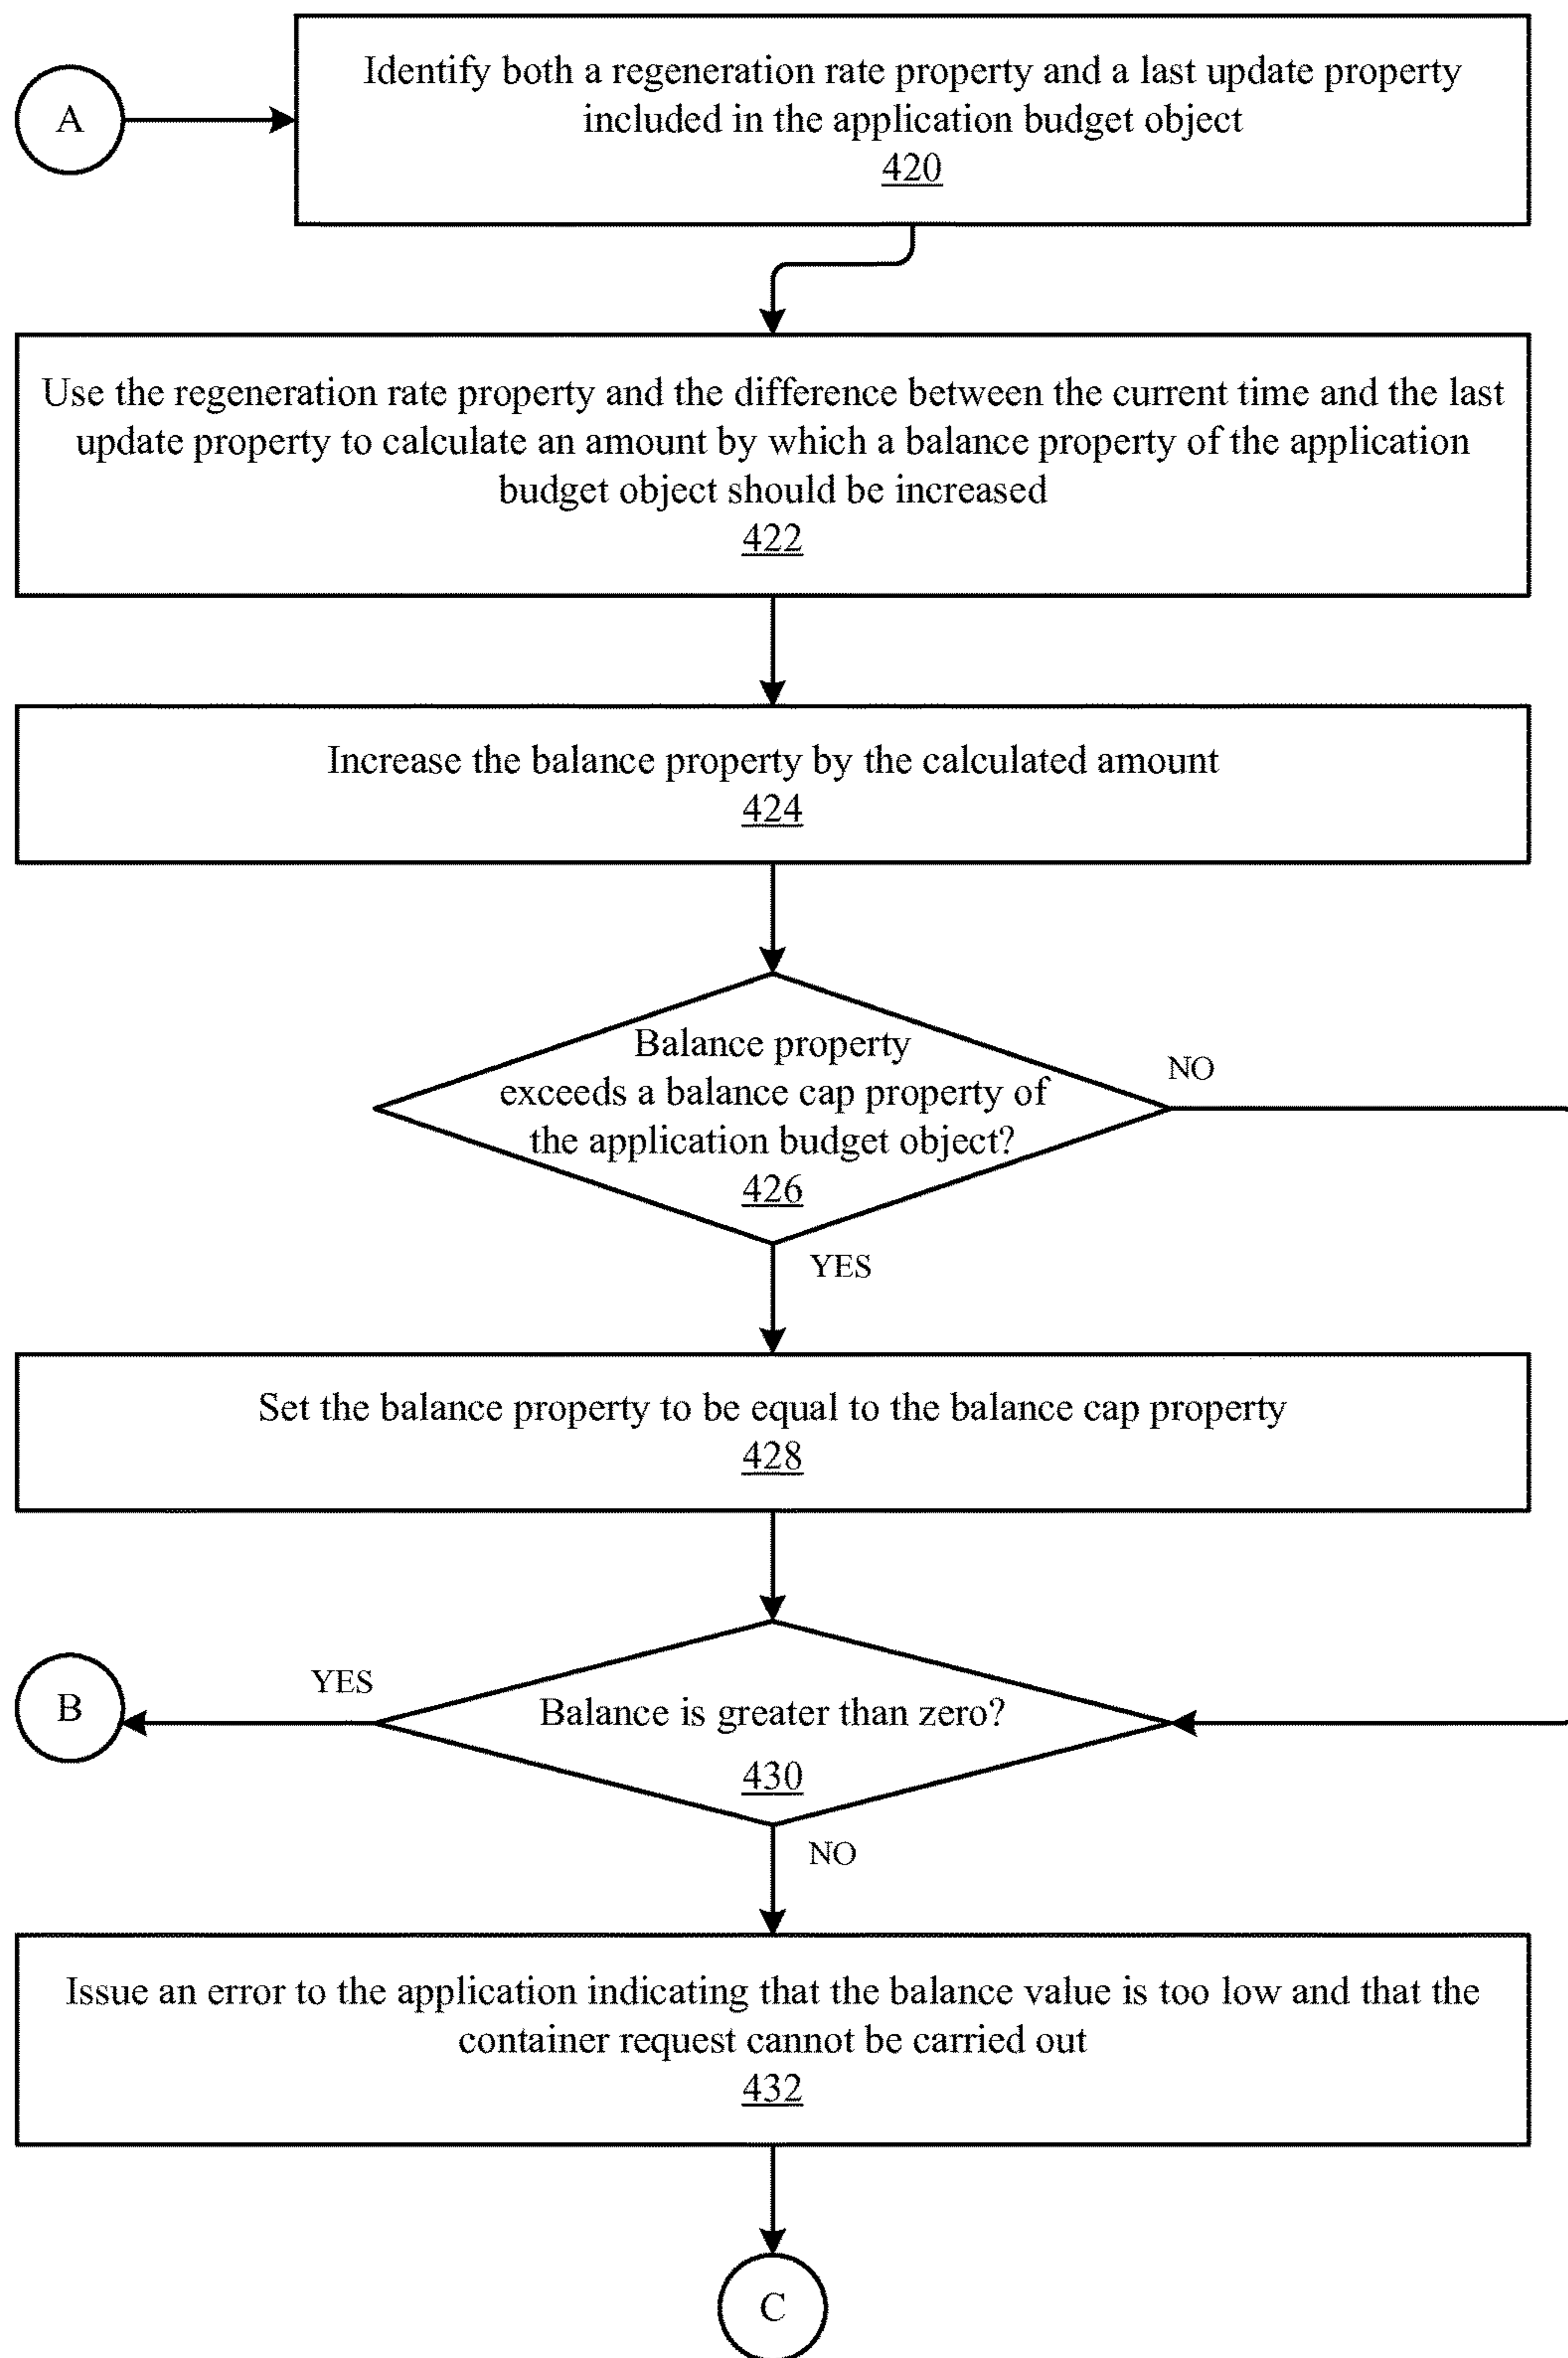 A
Identify both a regeneration rate property and a last update property
included in the application budget object
420
Use the regeneration rate property and the difference between the current time and the last
update property to calculate an amount by which a balance property of the application
budget object should be increased
422
Increase the balance property by the calculated amount
424
Balance property
exceeds a balance cap property of
the application budget object?
426
NO
YES
Set the balance property to be equal to the balance cap property
428
B
YES
Balance is greater than zero?
430
NO
Issue an error to the application indicating that the balance value is too low and that the
container request cannot be carried out
432
C